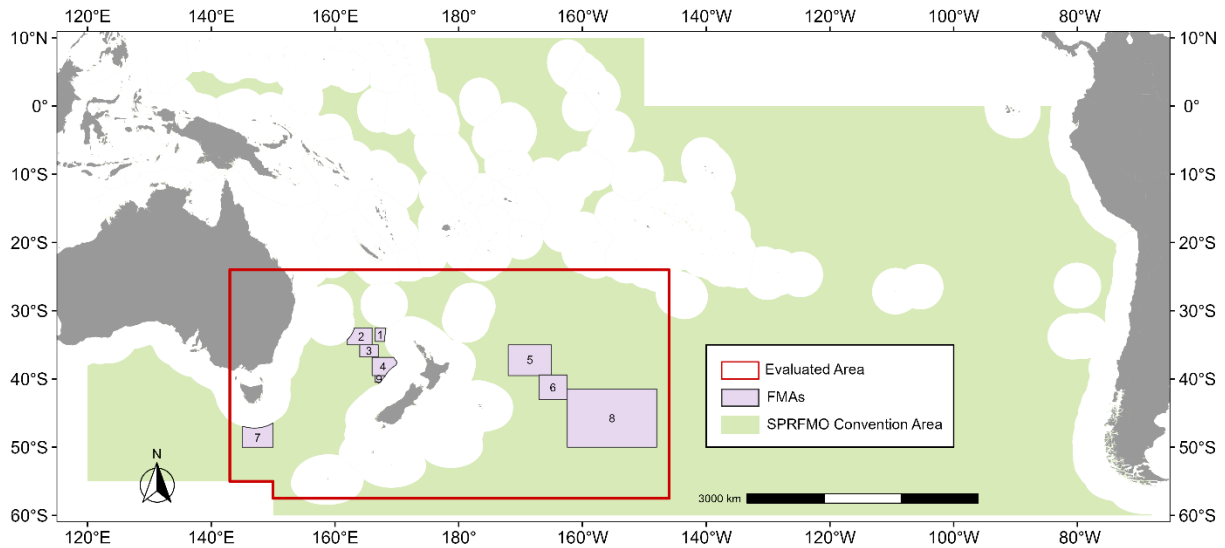 120°E 140°E 160°E 180° 160°W 140°W 120°W 100°W 80°W
10°N 10°N
0° 0°
10°S 10°S
20°S 20°S
30°S 30°S
2 1
3
4
9
5
6
8
7
40°S 40°S
Evaluated Area
FMAs
SPRFMO Convention Area
50°S 50°S
N
3000 km
60°S 60°S
120°E 140°E 160°E 180° 160°W 140°W 120°W 100°W 80°W